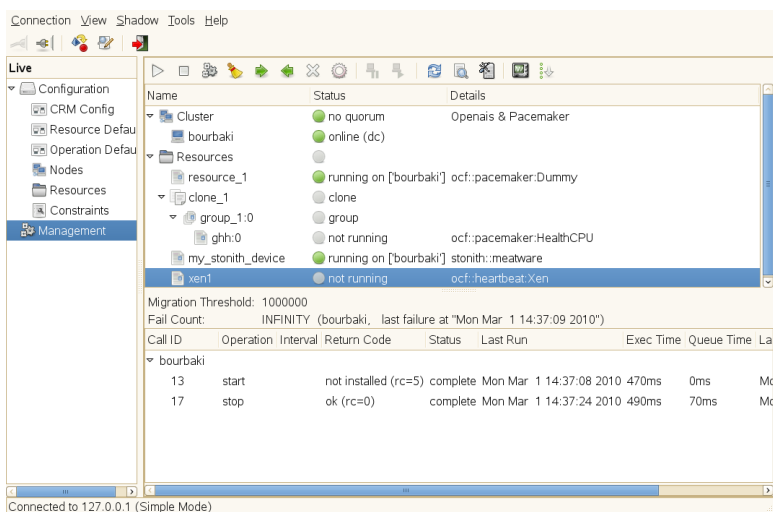 Connection View Shadow Tools Help
Live
Configuration
CRM Config
Resource Defau
Operation Defau
Nodes
Resources
Constraints
Management
Name Status Details
Cluster no quorum Openais & Pacemaker
bourbaki online (dc)
Resources
resource_1 running on ['bourbaki'] ocf::pacemaker:Dummy
clone_1 clone
group_1:0 group
ghh:0 not running ocf::pacemaker:HealthCPU
my_stonith_device running on ['bourbaki'] stonith::meatware
xen1 not running ocf::heartbeat:Xen
Migration Threshold: 1000000
Fail Count: INFINITY (bourbaki, last failure at "Mon Mar 1 14:37:09 2010")
Call ID Operation Interval Return Code Status Last Run Exec Time Queue Time La
bourbaki
13 start not installed (rc=5) complete Mon Mar 1 14:37:08 2010 470ms 0ms Mo
17 stop ok (rc=0) complete Mon Mar 1 14:37:24 2010 490ms 70ms Mo
Connected to 127.0.0.1 (Simple Mode)